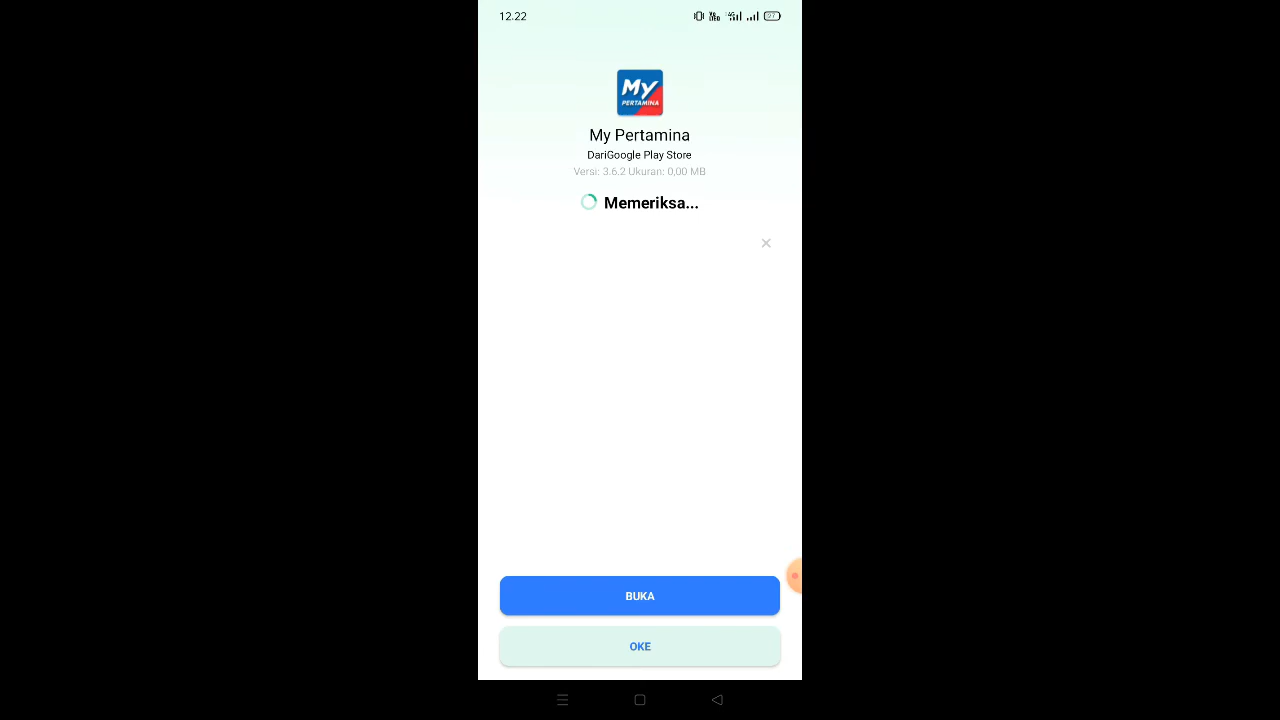 12.22
27
My
PERTAMINA
My Pertamina
DariGoogle Play Store
Versi: 3.6.2 Ukuran: 0,00 MB
Memeriksa...
BUKA
OKE